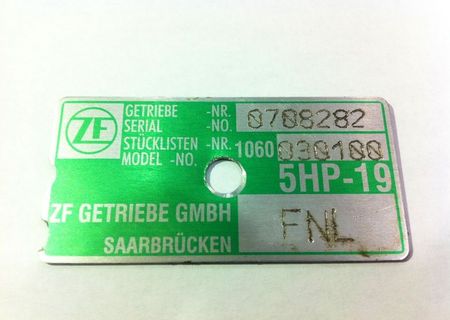 ZF
GETRIEBE -NR.
SERIAL -NO. 0708282
STÜCKLISTEN -NR.
MODEL -NO. 1060 030100
5HP-19
ZF GETRIEBE GMBH
SAARBRÜCKEN
FNL